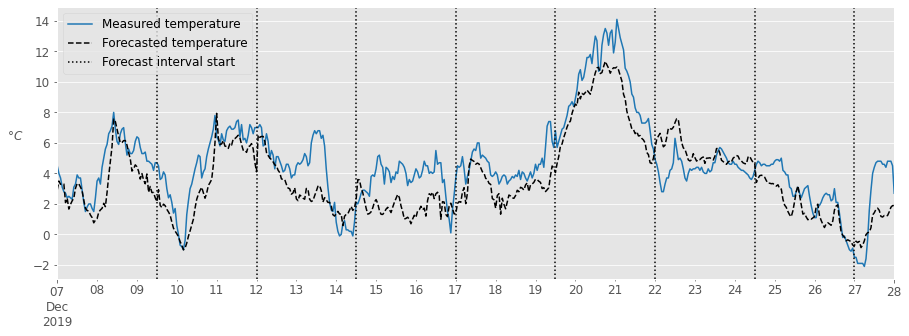 Measured temperature
Forecasted temperature
Forecast interval start
14
12
10
8
6
4
2
0
−2
°C
07 08 09 10 11 12 13 14 15 16 17 18 19 20 21 22 23 24 25 26 27 28
Dec
2019